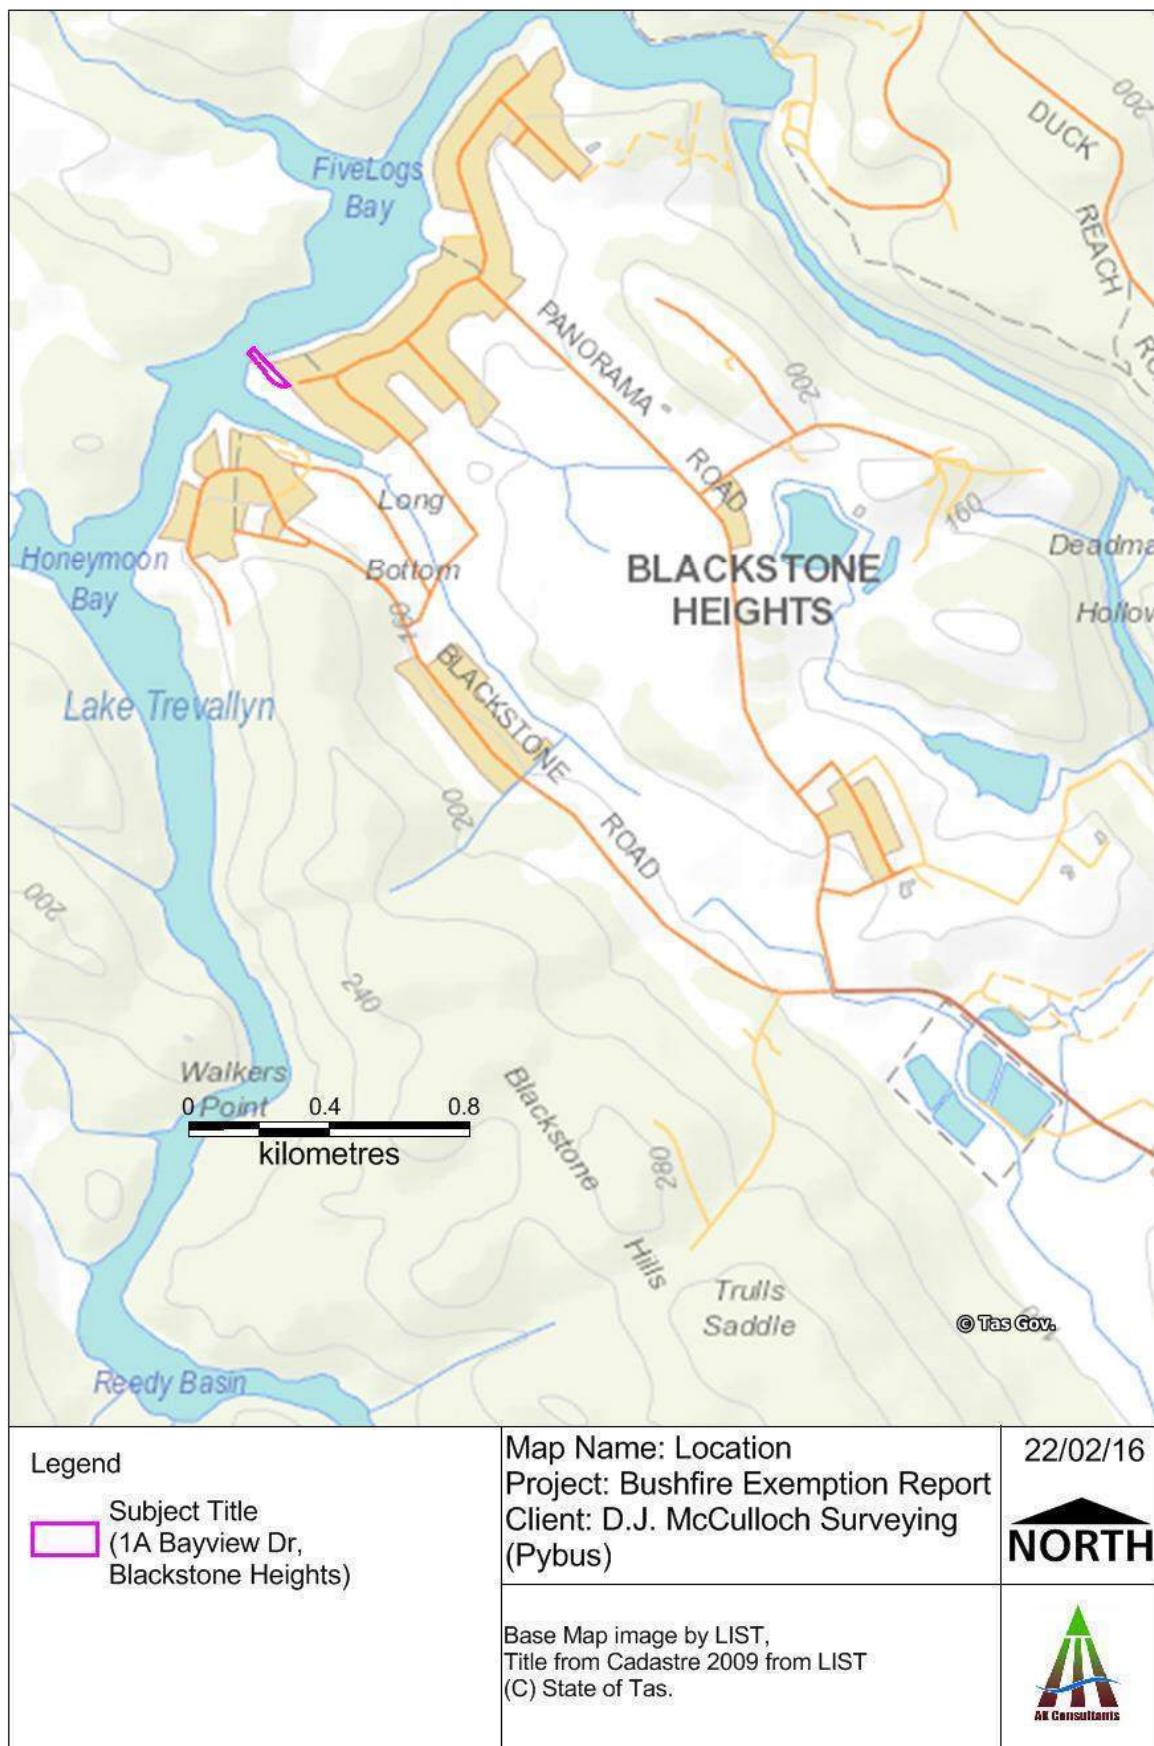 200
DUCK
REACH
FiveLogs
Bay
PANORAMA
ROAD
200
Long
Bottom
160
Honeymoon
Bay
BLACKSTONE
HEIGHTS
160
Deadma
Hollow
Lake Trevallyn
BLACKSTONE
ROAD
200
200
240
Walkers
Point
0 0.4 0.8
kilometres
Blackstone
Hills
280
Trulls
Saddle
© Tas Gov.
Reedy Basin
Legend
Subject Title
(1A Bayview Dr,
Blackstone Heights)
Map Name: Location
Project: Bushfire Exemption Report
Client: D.J. McCulloch Surveying
(Pybus)
22/02/16
NORTH
Base Map image by LIST,
Title from Cadastre 2009 from LIST
(C) State of Tas.
AK Consultants